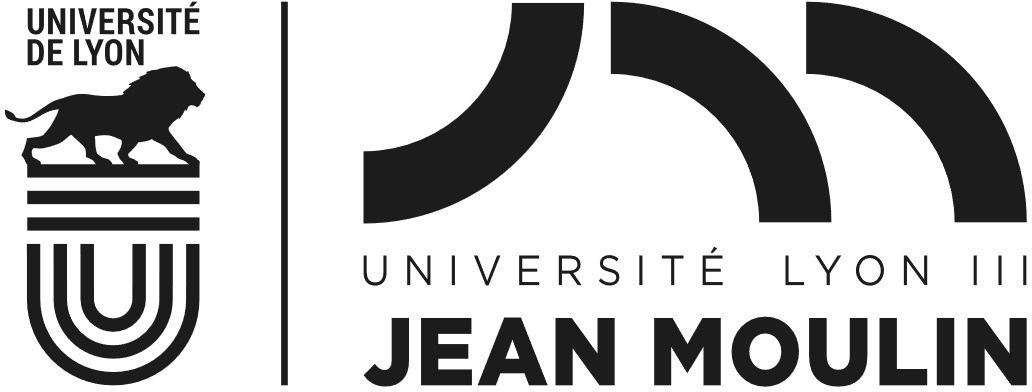 UNIVERSITÉ
DE LYON
UNIVERSITÉ LYON III
JEAN MOULIN